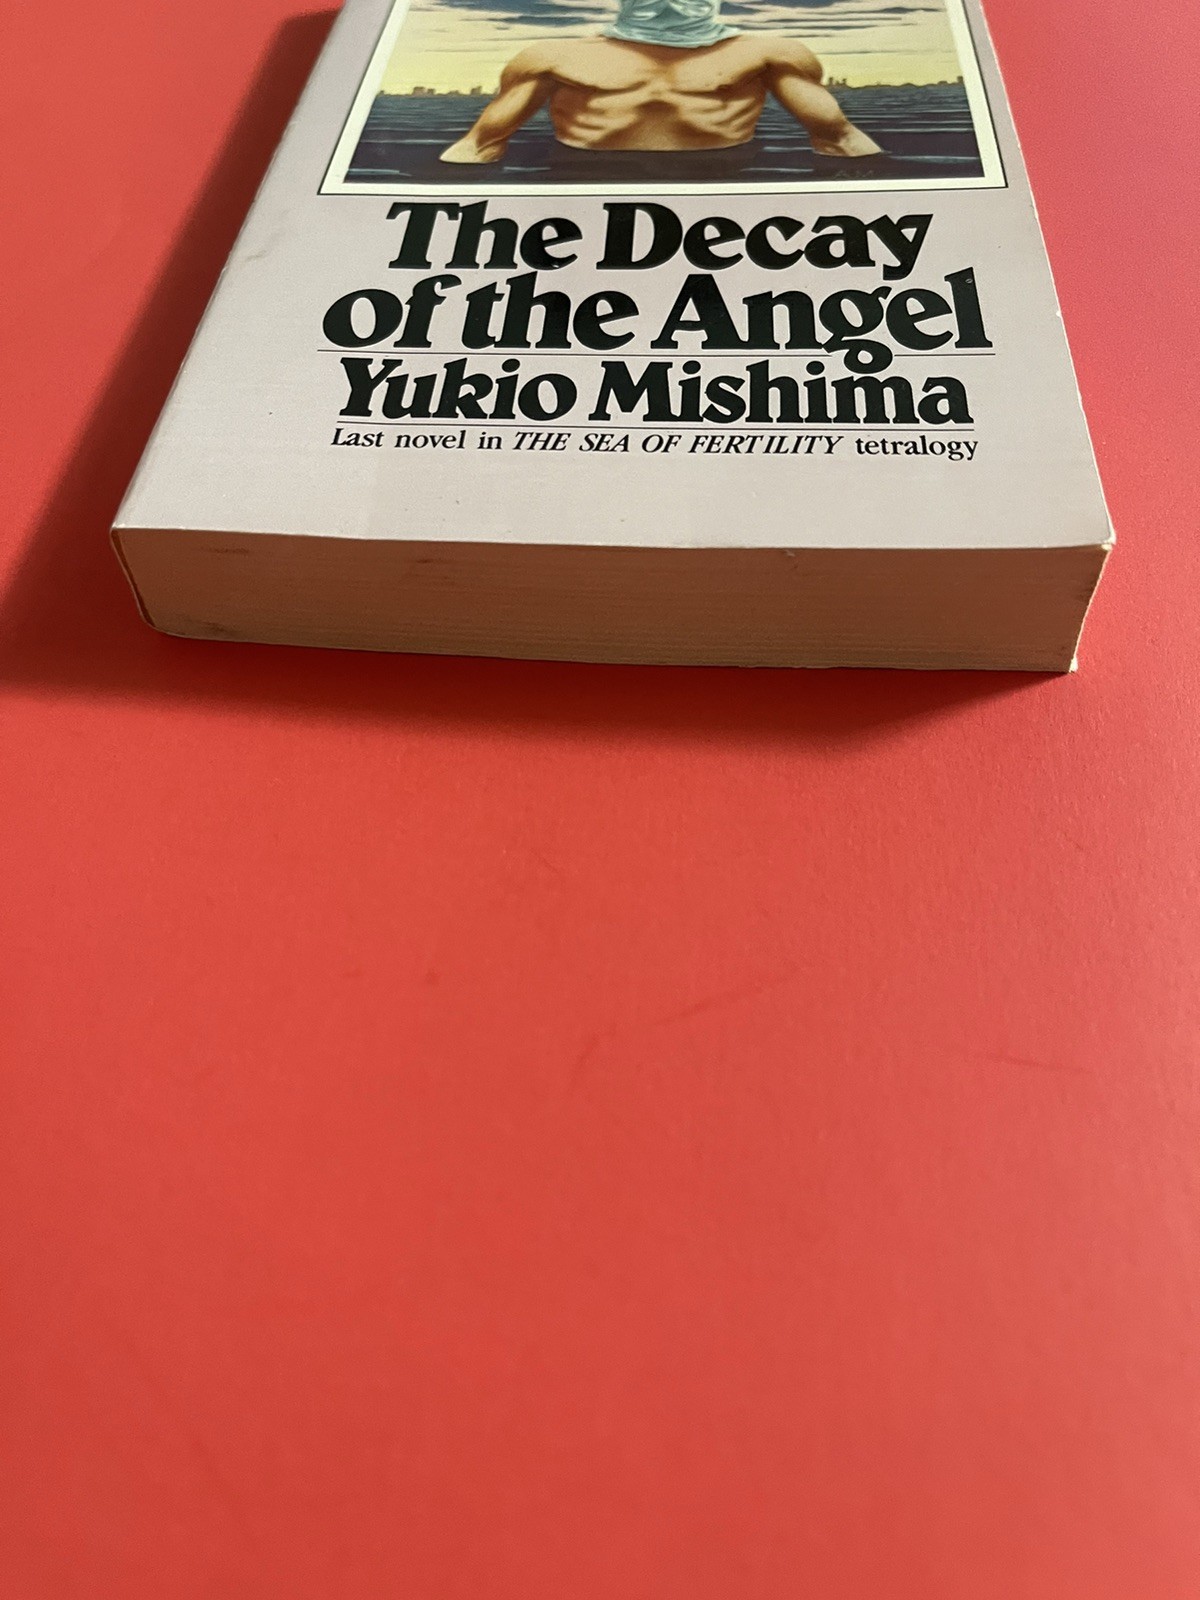 The Decay
of the Angel
Yukio Mishima
Last novel in THE SEA OF FERTILITY tetralogy